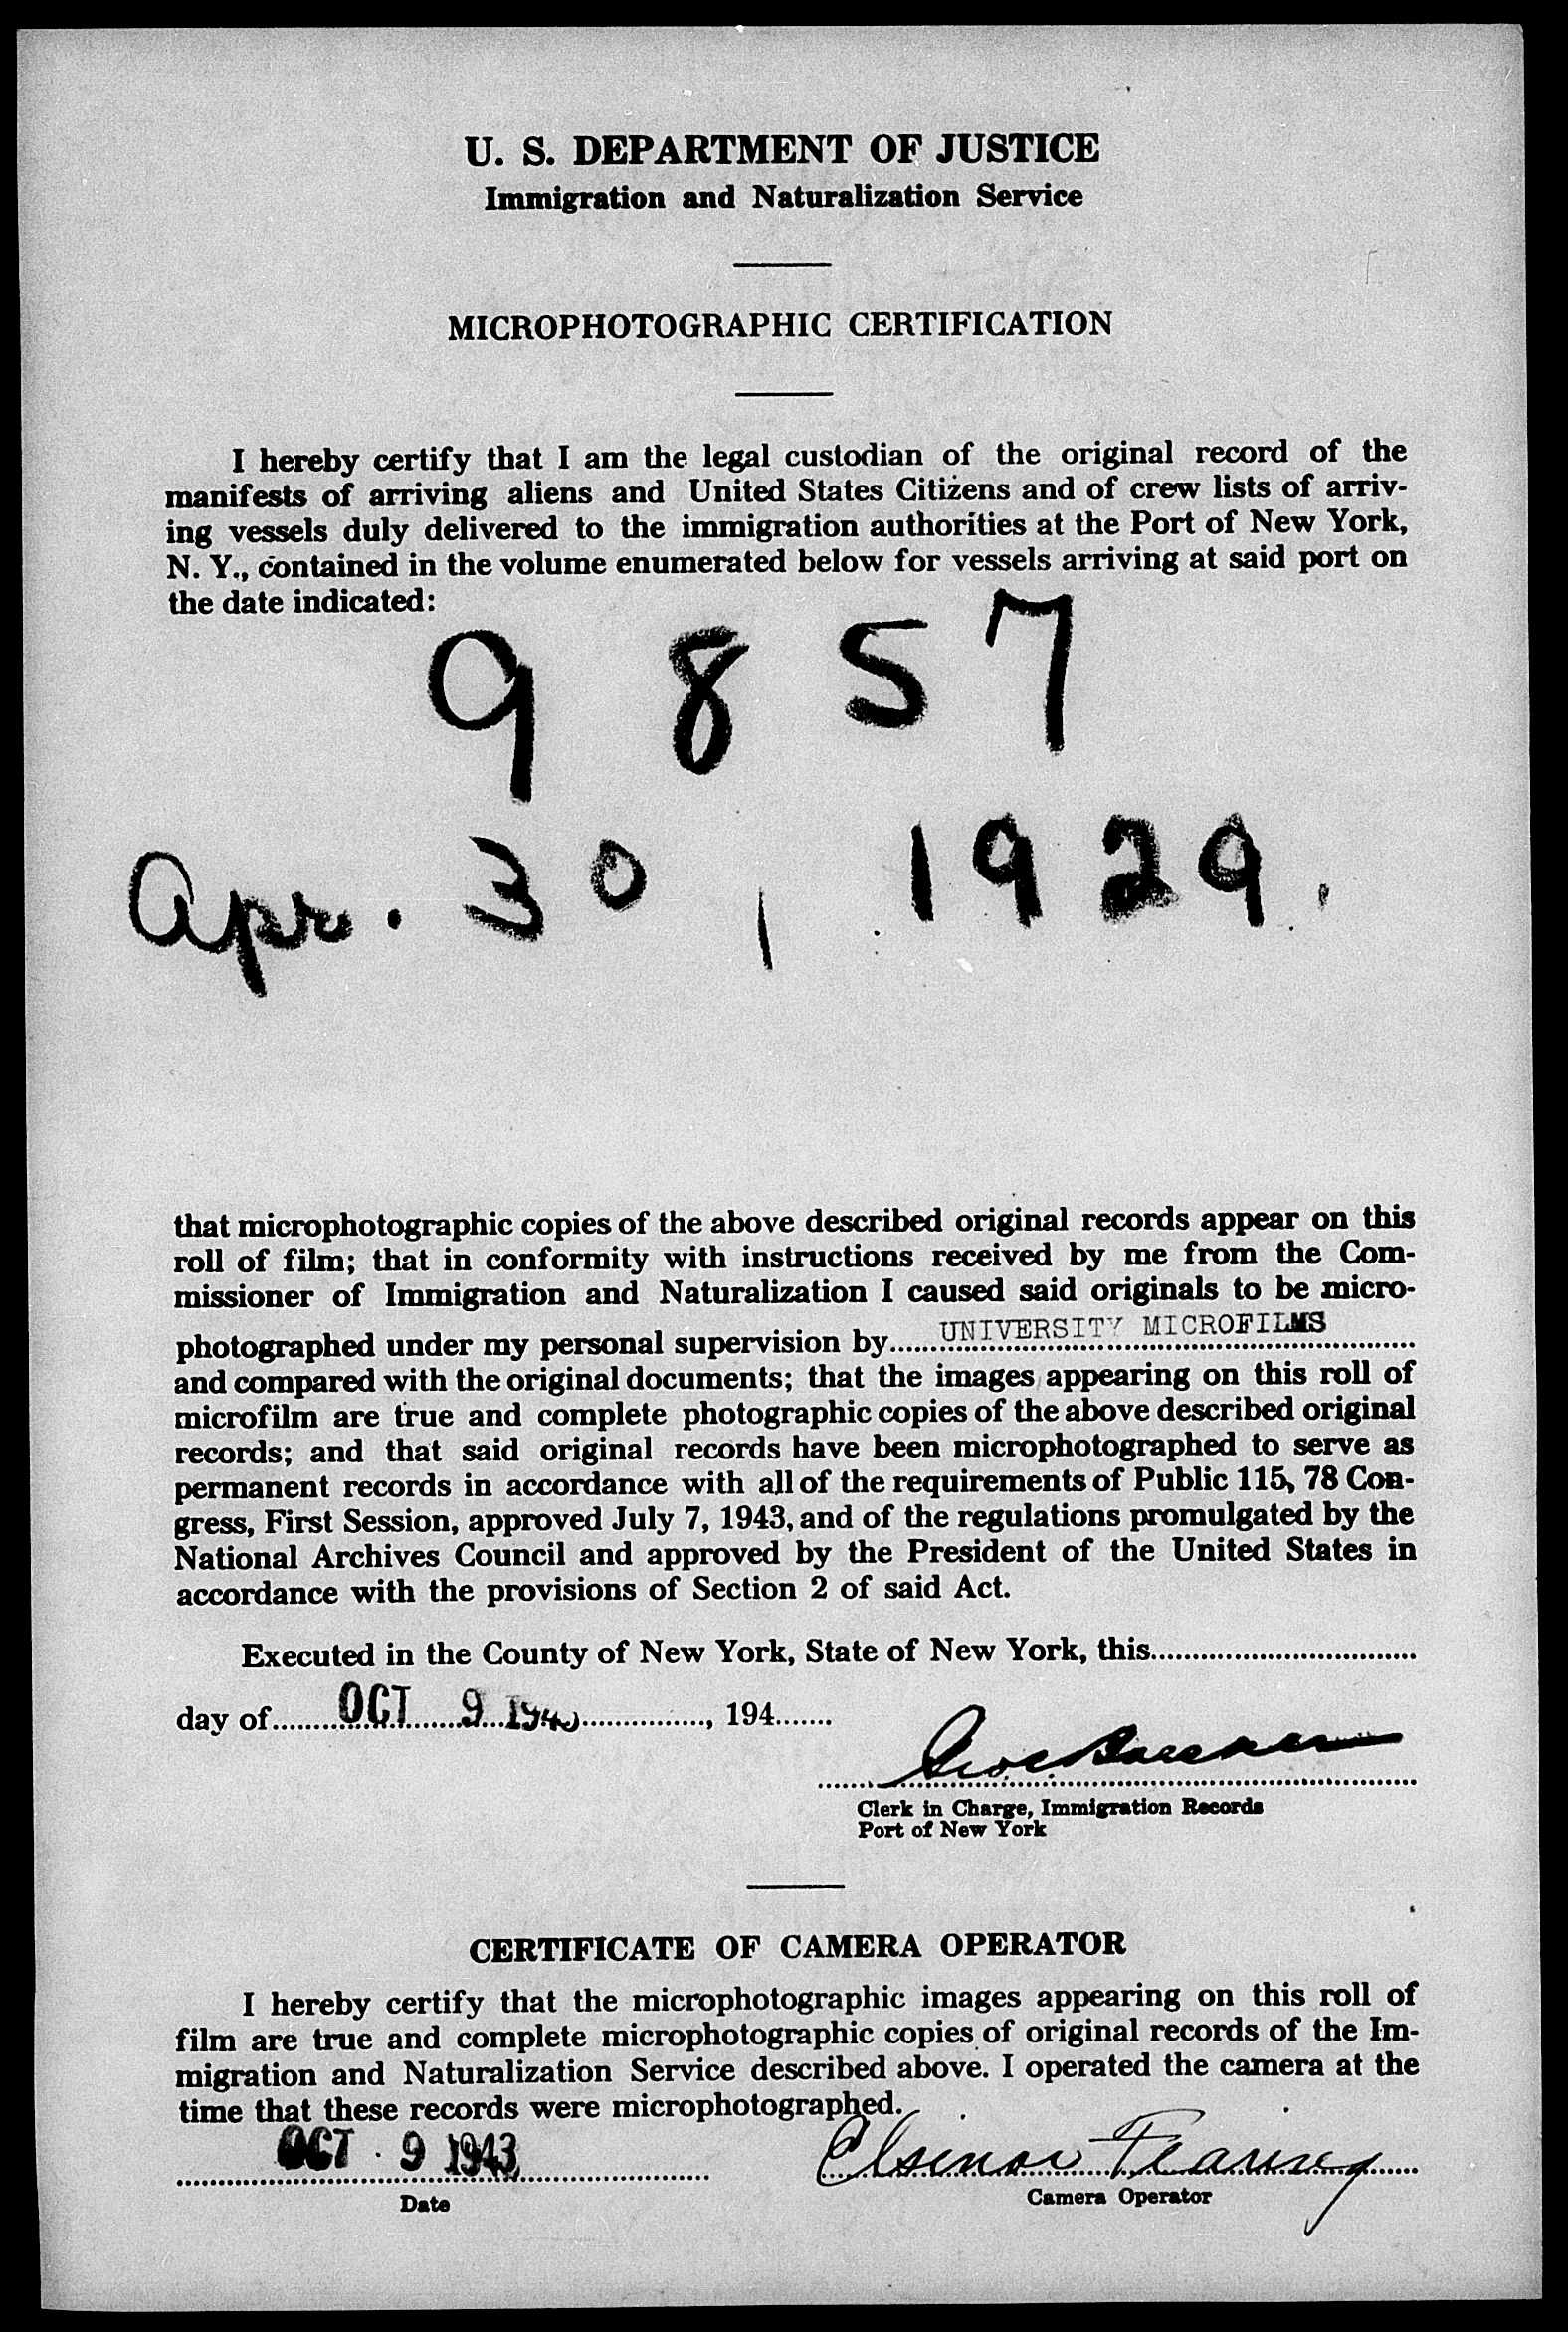 U. S. DEPARTMENT OF JUSTICE
Immigration and Naturalization Service
MICROPHOTOGRAPHIC CERTIFICATION
I hereby certify that I am the legal custodian of the original record of the
manifests of arriving aliens and United States Citizens and of crew lists of arriv-
ing vessels duly delivered to the immigration authorities at the Port of New York,
N. Y., contained in the volume enumerated below for vessels arriving at said port on
the date indicated:
9857
Apr. 30, 1929.
that microphotographic copies of the above described original records appear on this
roll of film; that in conformity with instructions received by me from the Com-
missioner of Immigration and Naturalization I caused said originals to be micro-
photographed under my personal supervision by UNIVERSITY MICROFILMS
and compared with the original documents; that the images appearing on this roll of
microfilm are true and complete photographic copies of the above described original
records; and that said original records have been microphotographed to serve as
permanent records in accordance with all of the requirements of Public 115, 78 Con-
gress, First Session, approved July 7, 1943, and of the regulations promulgated by the
National Archives Council and approved by the President of the United States in
accordance with the provisions of Section 2 of said Act.
Executed in the County of New York, State of New York, this
day of OCT 9 1943, 194
Clerk in Charge, Immigration Records
Port of New York
CERTIFICATE OF CAMERA OPERATOR
I hereby certify that the microphotographic images appearing on this roll of
film are true and complete microphotographic copies of original records of the Im-
migration and Naturalization Service described above. I operated the camera at the
time that these records were microphotographed.
OCT 9 1943 Elsinor
Date Camera Operator